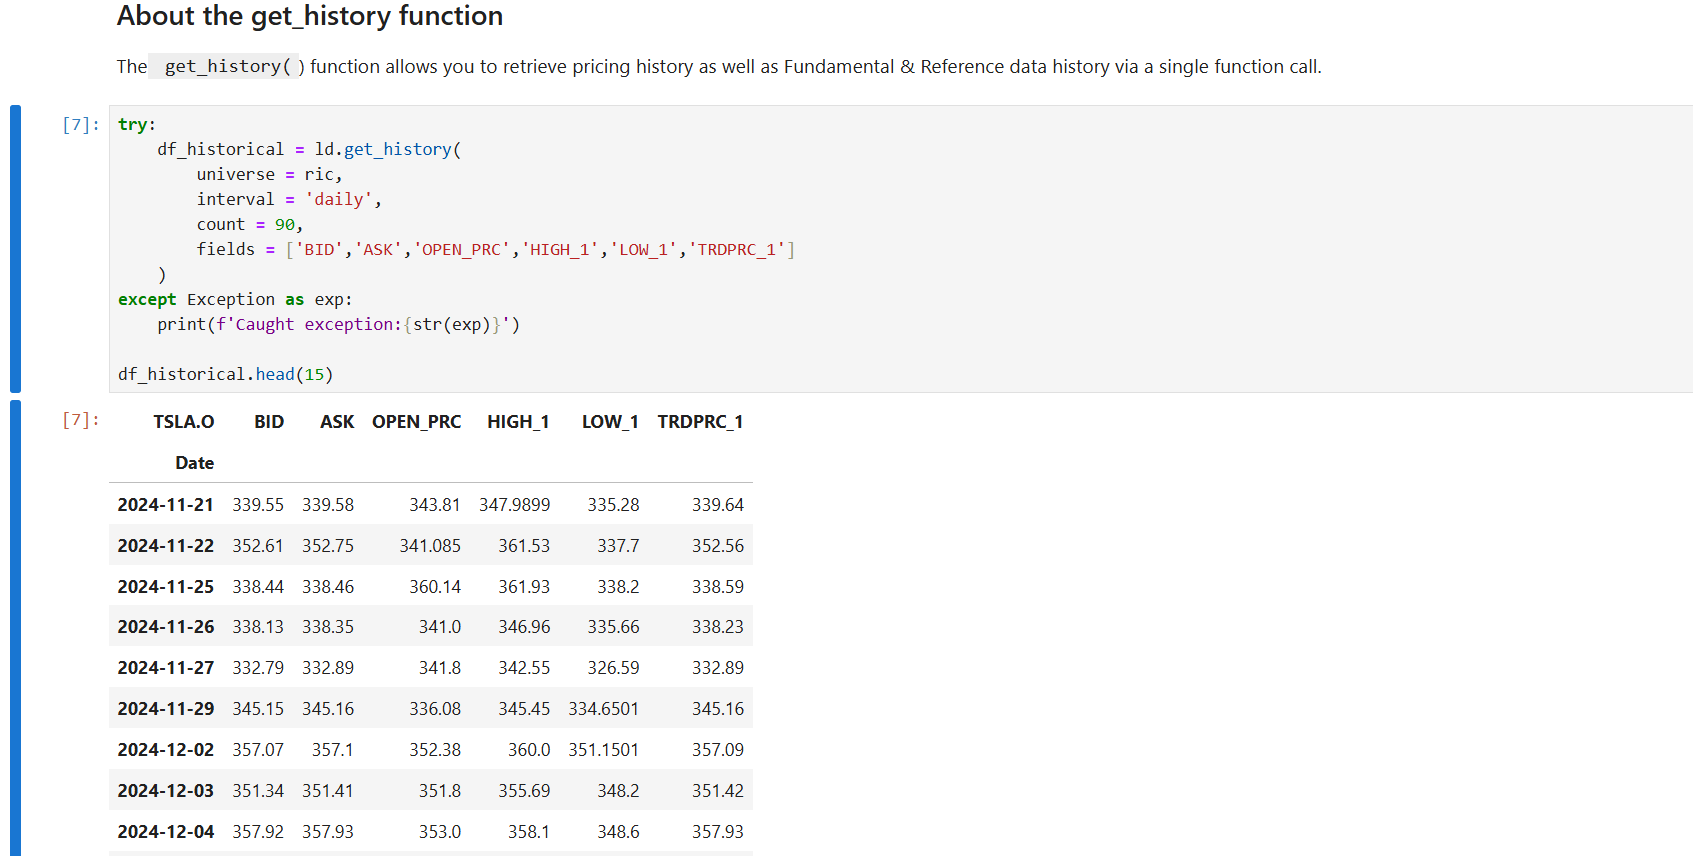 About the get_history function
The get_history() function allows you to retrieve pricing history as well as Fundamental & Reference data history via a single function call.
[7]: try:
    df_historical = ld.get_history(
        universe = ric,
        interval = 'daily',
        count = 90,
        fields = ['BID','ASK','OPEN_PRC','HIGH_1','LOW_1','TRDPRC_1']
    )
except Exception as exp:
    print(f'Caught exception:{str(exp)}')
df_historical.head(15)
[7]: TSLA.O BID ASK OPEN_PRC HIGH_1 LOW_1 TRDPRC_1
Date
2024-11-21 339.55 339.58 343.81 347.9899 335.28 339.64
2024-11-22 352.61 352.75 341.085 361.53 337.7 352.56
2024-11-25 338.44 338.46 360.14 361.93 338.2 338.59
2024-11-26 338.13 338.35 341.0 346.96 335.66 338.23
2024-11-27 332.79 332.89 341.8 342.55 326.59 332.89
2024-11-29 345.15 345.16 336.08 345.45 334.6501 345.16
2024-12-02 357.07 357.1 352.38 360.0 351.1501 357.09
2024-12-03 351.34 351.41 351.8 355.69 348.2 351.42
2024-12-04 357.92 357.93 353.0 358.1 348.6 357.93